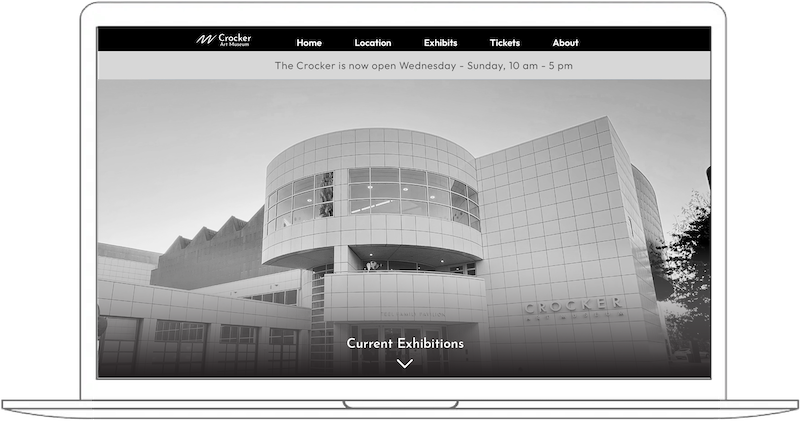 Crocker
Art Museum
Home Location Exhibits Tickets About
The Crocker is now open Wednesday - Sunday, 10 am - 5 pm
CROCKER
ART MUSEUM
Current Exhibitions